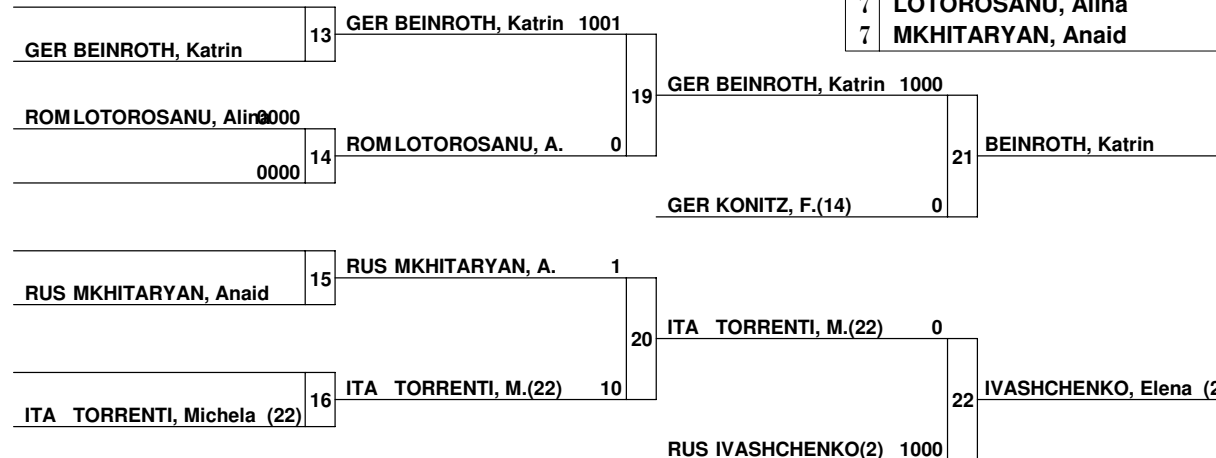 7 LOTOROSANU, Alina
7 MKHITARYAN, Anaid
13 GER BEINROTH, Katrin 1001
GER BEINROTH, Katrin
19 GER BEINROTH, Katrin 1000
ROM LOTOROSANU, Alina 0000
14 ROM LOTOROSANU, A. 0
0000
21 BEINROTH, Katrin
GER KONITZ, F.(14) 0
15 RUS MKHITARYAN, A. 1
RUS MKHITARYAN, Anaid
20 ITA TORRENTI, M.(22) 0
16 ITA TORRENTI, M.(22) 10
ITA TORRENTI, Michela (22)
22 IVASHCHENKO, Elena (2
RUS IVASHCHENKO(2) 1000